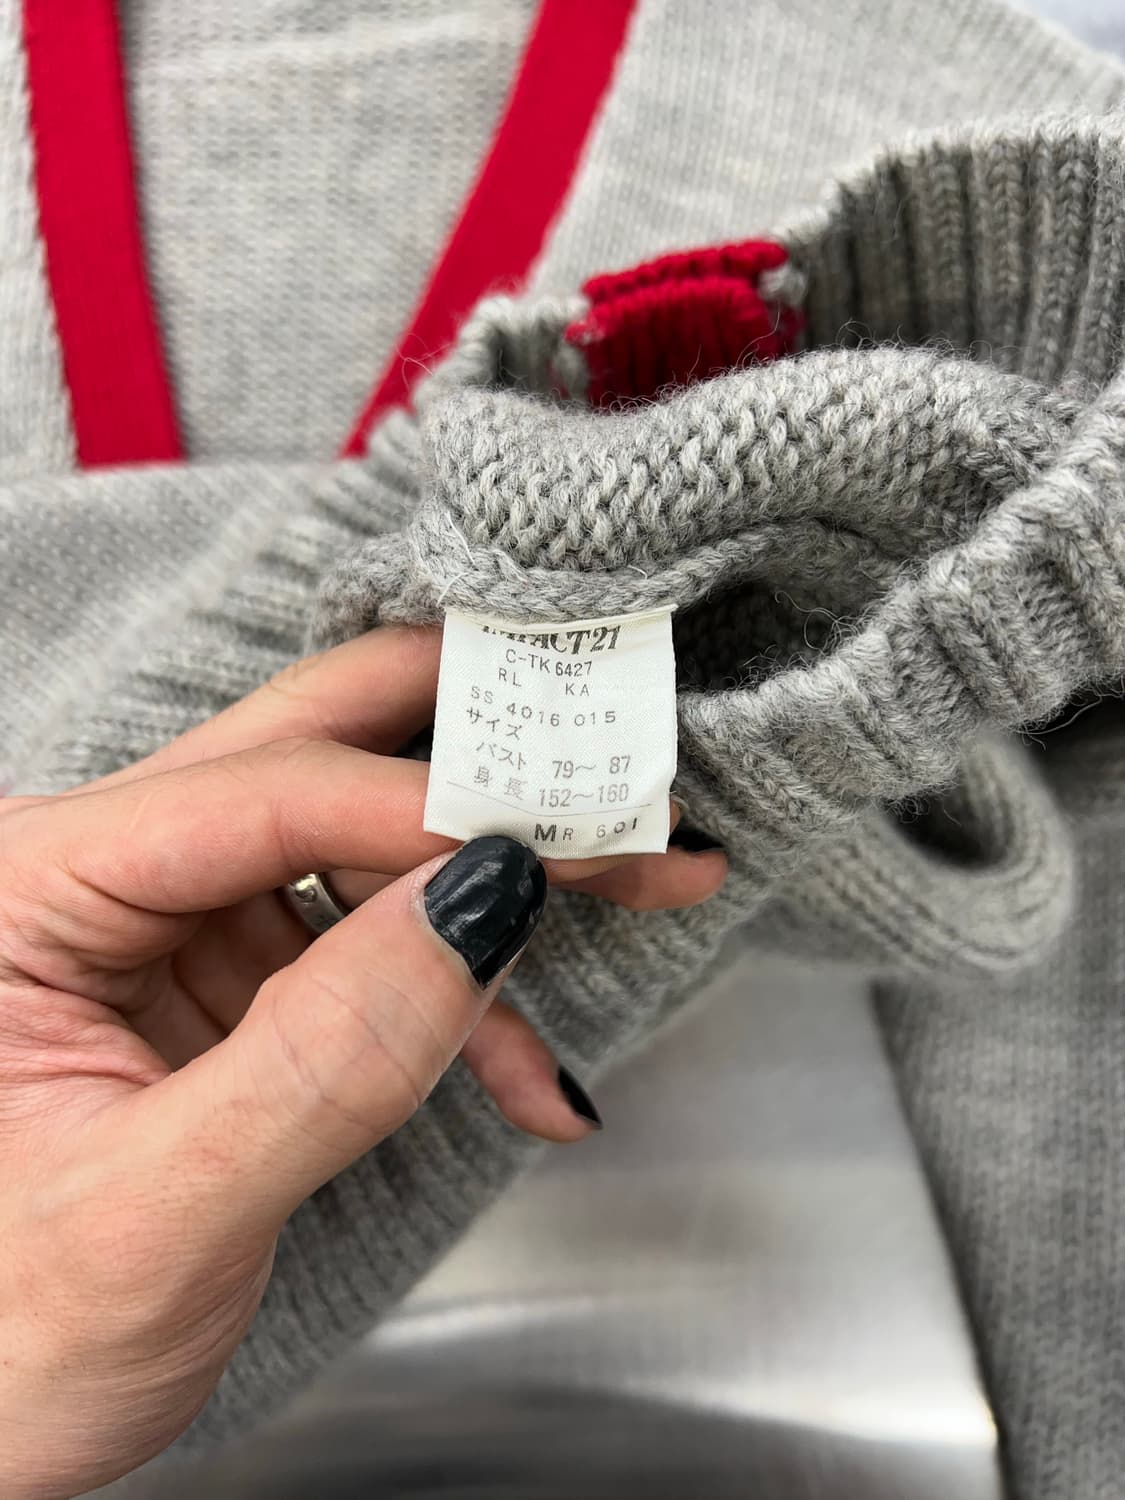 C-TK 6427
RL KA
SS 4016 015
サイズ
バスト 79〜 87
身長 152〜160
MR 601